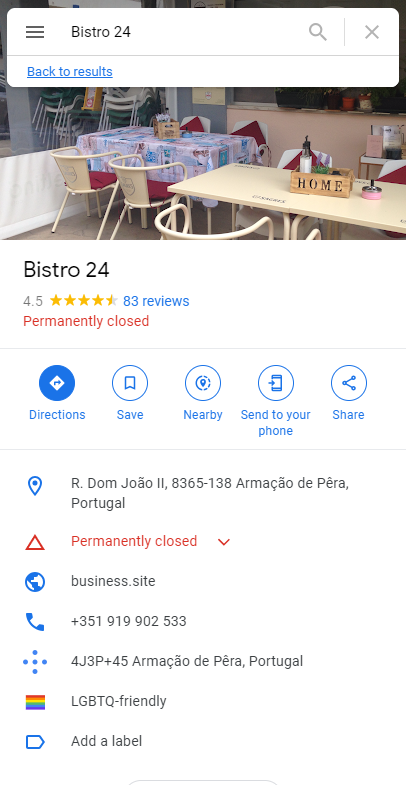 Bistro 24
Back to results
HOME
Bistro 24
4.5
83 reviews
Permanently closed
Directions
Save
Nearby
Send to your
phone
Share
R. Dom João II, 8365-138 Armação de Pêra,
Portugal
Permanently closed
business.site
+351 919 902 533
4J3P+45 Armação de Pêra, Portugal
LGBTQ-friendly
Add a label